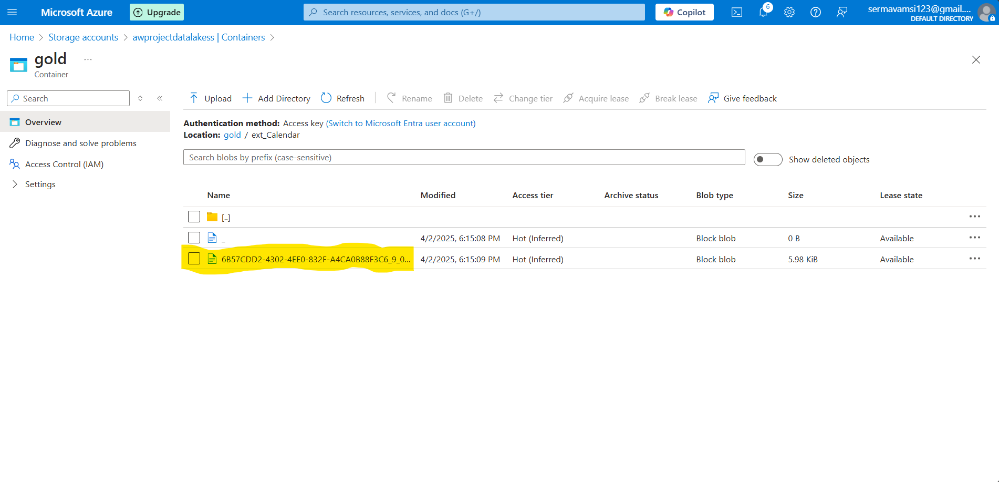 Microsoft Azure
Upgrade
Search resources, services, and docs (G+/)
Copilot
6
sermavamsi123@gmail....
DEFAULT DIRECTORY
Home > Storage accounts > awprojectdatalakess | Containers >
gold ...
Container
Search
Upload
Add Directory
Refresh
Rename
Delete
Change tier
Acquire lease
Break lease
Give feedback
Overview
Diagnose and solve problems
Access Control (IAM)
Settings
Authentication method: Access key (Switch to Microsoft Entra user account)
Location: gold / ext_Calendar
Search blobs by prefix (case-sensitive)
Show deleted objects
Name Modified Access tier Archive status Blob type Size Lease state
[..]
_ 4/2/2025, 6:15:08 PM Hot (Inferred) Block blob 0 B Available
6B57CDD2-4302-4EE0-832F-A4CA0B88F3C6_9_0... 4/2/2025, 6:15:09 PM Hot (Inferred) Block blob 5.98 KiB Available